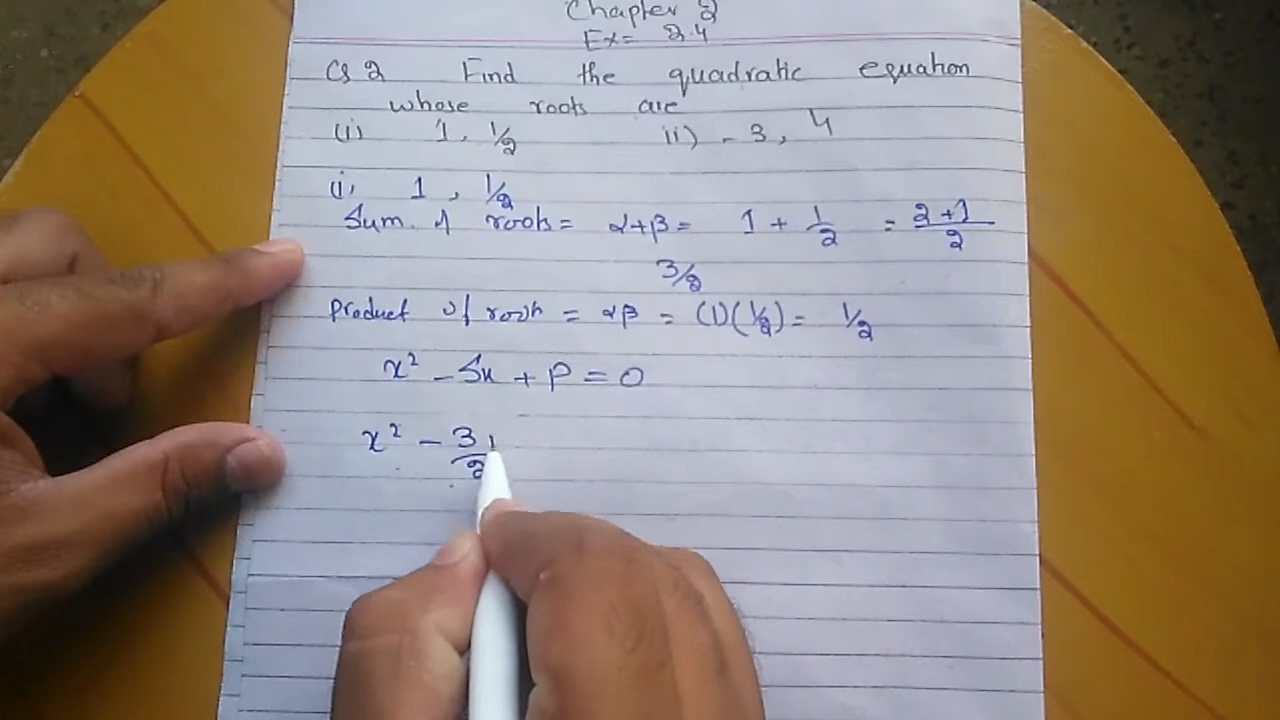 Chapter 2
Ex= 2.4
Q 2 Find the quadratic equation
whose roots are
(i) 1, 1/2 ii) - 3, 4
(i) 1, 1/2
Sum of roots = α+β = 1 + 1/2 = 2+1/2
3/2
product of roots = αβ = (1)(1/2) = 1/2
x² - Sx + P = 0
x² - 3/2